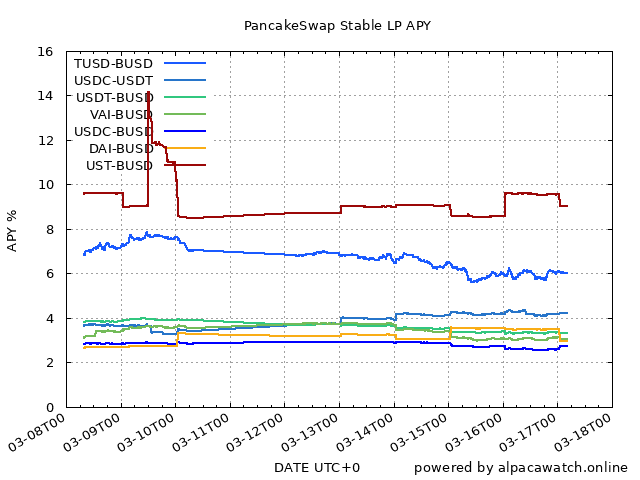 PancakeSwap Stable LP APY
APY %
16
14
12
10
8
6
4
2
0
TUSD-BUSD
USDC-USDT
USDT-BUSD
VAI-BUSD
USDC-BUSD
DAI-BUSD
UST-BUSD
03-08T00
03-09T00
03-10T00
03-11T00
03-12T00
03-13T00
03-14T00
03-15T00
03-16T00
03-17T00
03-18T00
DATE UTC+0
powered by alpacawatch.online